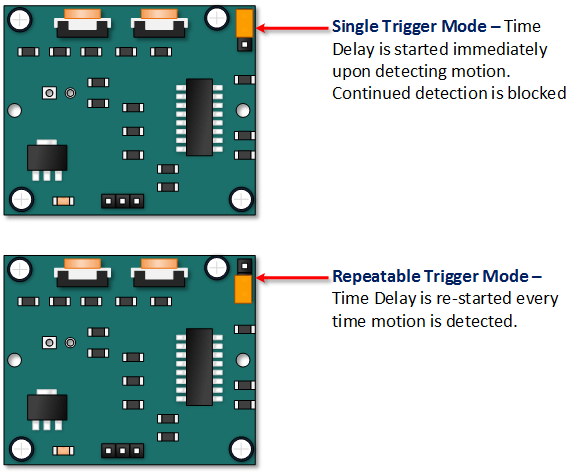 Single Trigger Mode – Time
Delay is started immediately
upon detecting motion.
Continued detection is blocked
Repeatable Trigger Mode –
Time Delay is re-started every
time motion is detected.